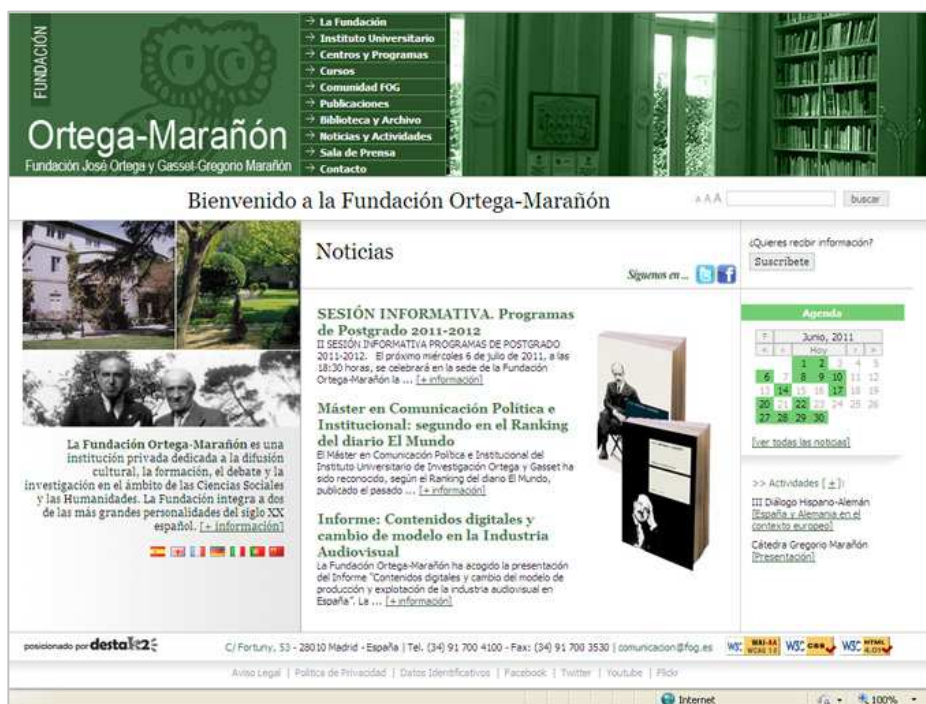 FUNDACIÓN
Ortega-Marañón
Fundación José Ortega y Gasset-Gregorio Marañón
→ La Fundación
→ Instituto Universitario
→ Centros y Programas
→ Cursos
→ Comunidad FOG
→ Publicaciones
→ Biblioteca y Archivo
→ Noticias y Actividades
→ Sala de Prensa
→ Contacto
Bienvenido a la Fundación Ortega-Marañón
A A A
buscar
La Fundación Ortega-Marañón es una
institución privada dedicada a la difusión
cultural, la formación, el debate y la
investigación en el ámbito de las Ciencias Sociales
y las Humanidades. La Fundación integra a dos
de las más grandes personalidades del siglo XX
español. [+ información]
Noticias
Síguenos en ...
SESIÓN INFORMATIVA. Programas
de Postgrado 2011-2012
II SESIÓN INFORMATIVA PROGRAMAS DE POSTGRADO
2011-2012. El próximo miércoles 6 de julio de 2011, a las
18:30 horas, se celebrará en la sede de la Fundación
Ortega-Marañón la ... [+ información]
Máster en Comunicación Política e
Institucional: segundo en el Ranking
del diario El Mundo
El Máster en Comunicación Política e Institucional del
Instituto Universitario de Investigación Ortega y Gasset ha
sido reconocido, según el Ranking del diario El Mundo,
publicado el pasado ... [+ información]
Informe: Contenidos digitales y
cambio de modelo en la Industria
Audiovisual
La Fundación Ortega-Marañón ha acogido la presentación
del Informe "Contenidos digitales y cambio del modelo de
producción y explotación de la industria audiovisual en
España". La ... [+ información]
¿Quieres recibir información?
Suscríbete
Agenda
? Junio, 2011
« ‹ Hoy › »
1 2 3 4 5
6 7 8 9 10 11 12
13 14 15 16 17 18 19
20 21 22 23 24 25 26
27 28 29 30
[ver todas las noticias]
>> Actividades [+]:
III Diálogo Hispano-Alemán
[España y Alemania en el
contexto europeo]
Cátedra Gregorio Marañón
[Presentación]
posicionado por
C/ Fortuny, 53 - 28010 Madrid - España | Tel. (34) 91 700 4100 - Fax: (34) 91 700 3530 | comunicacion@fog.es
W3C WAI-AA WCAG 1.0
W3C CSS
W3C HTML 4.01
Aviso Legal | Política de Privacidad | Datos Identificativos | Facebook | Twitter | Youtube | Flickr
Internet
100%